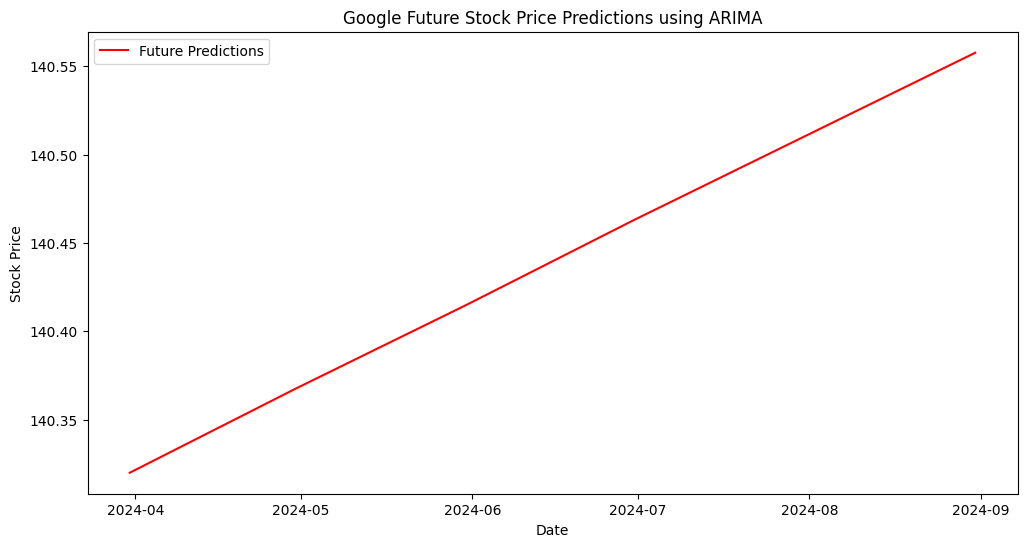 Google Future Stock Price Predictions using ARIMA
Future Predictions
140.55
140.50
140.45
140.40
140.35
Stock Price
2024-04 2024-05 2024-06 2024-07 2024-08 2024-09
Date